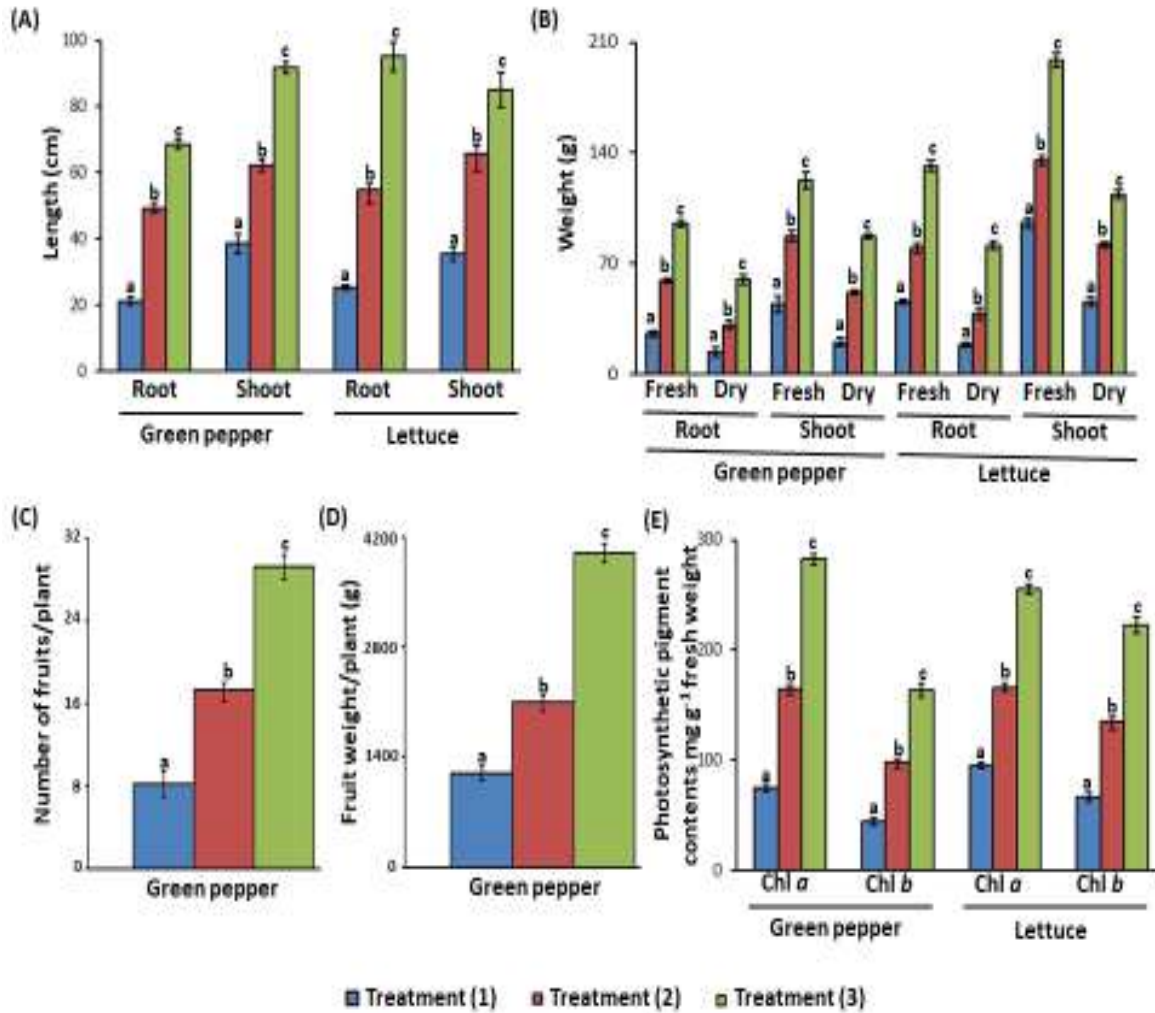 (A)
Length (cm)
100
80
60
40
20
0
a
b
c
a
b
c
a
b
c
a
b
c
Root Shoot Root Shoot
Green pepper Lettuce
(B)
Weight (g)
210
140
70
0
a
b
c
a
b
c
a
b
c
a
b
c
a
b
c
a
b
c
a
b
c
a
b
c
Fresh Dry Fresh Dry Fresh Dry Fresh Dry
Root Shoot Root Shoot
Green pepper Lettuce
(C)
Number of fruits/plant
32
24
16
8
0
a
b
c
Green pepper
(D)
Fruit weight/plant (g)
4200
2800
1400
0
a
b
c
Green pepper
(E)
Photosynthetic pigment
contents mg g⁻¹ fresh weight
300
200
100
0
a
b
c
a
b
c
a
b
c
a
b
c
Chl a Chl b Chl a Chl b
Green pepper Lettuce
Treatment (1) Treatment (2) Treatment (3)